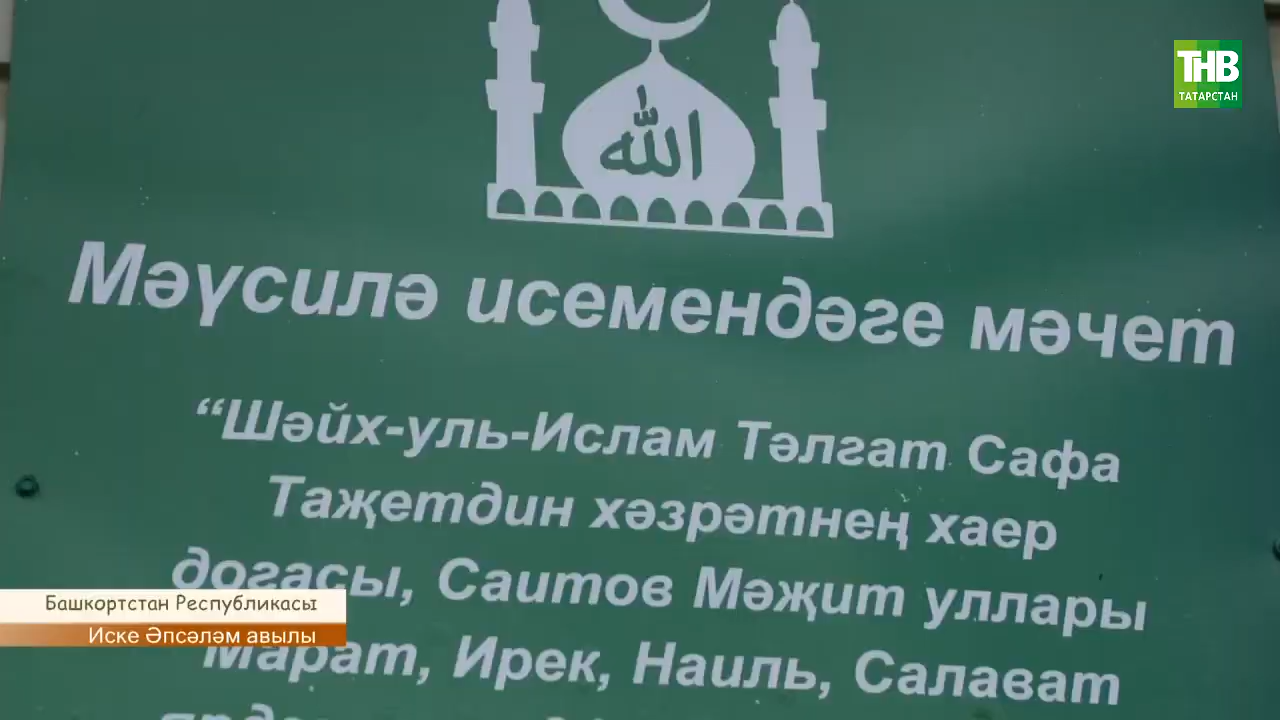 ТНВ
ТАТАРСТАН
الله
Мәүсилә исемендәге мәчет
“Шәйх-уль-Ислам Тәлгат Сафа
Таҗетдин хәзрәтнең хаер
догасы, Саитов Мәҗит уллары
Марат, Ирек, Наиль, Салават
Башкортстан Республикасы
Иске Әпсәләм авылы